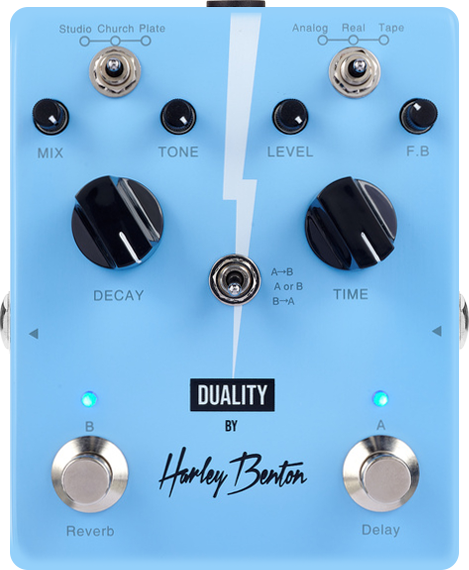 Studio Church Plate
Analog Real Tape
MIX
TONE
LEVEL
F.B
DECAY
TIME
A→B
A or B
B→A
DUALITY
BY
Harley Benton
B
A
Reverb
Delay